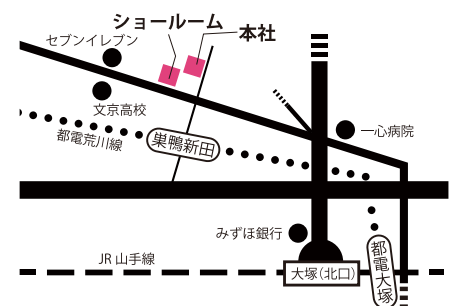 ショールーム
本社
セブンイレブン
文京高校
都電荒川線
巣鴨新田
一心病院
みずほ銀行
JR 山手線
大塚(北口)
都電大塚